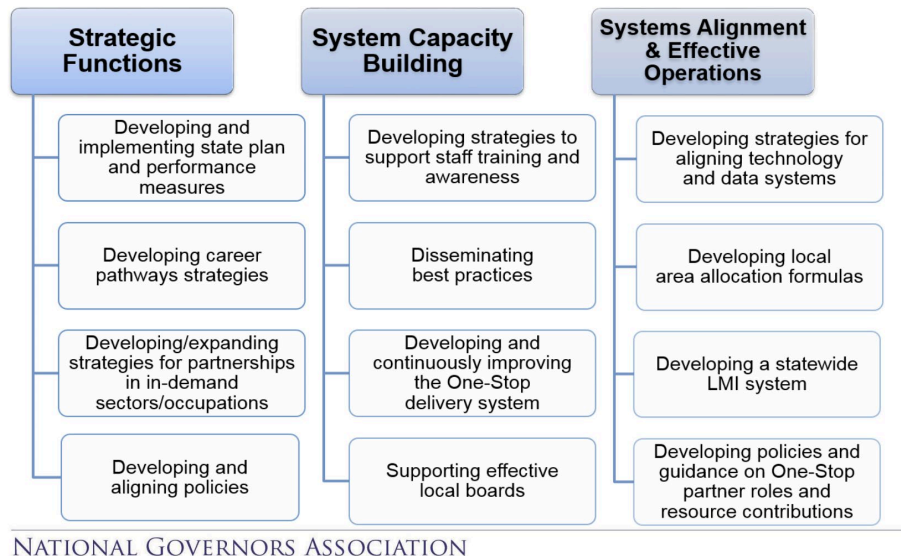 Strategic
Functions
Developing and
implementing state plan
and performance
measures
Developing career
pathways strategies
Developing/expanding
strategies for partnerships
in in-demand
sectors/occupations
Developing and
aligning policies
System Capacity
Building
Developing strategies to
support staff training and
awareness
Disseminating
best practices
Developing and
continuously improving
the One-Stop
delivery system
Supporting effective
local boards
Systems Alignment
& Effective
Operations
Developing strategies for
aligning technology
and data systems
Developing local
area allocation formulas
Developing a statewide
LMI system
Developing policies and
guidance on One-Stop
partner roles and
resource contributions
NATIONAL GOVERNORS ASSOCIATION